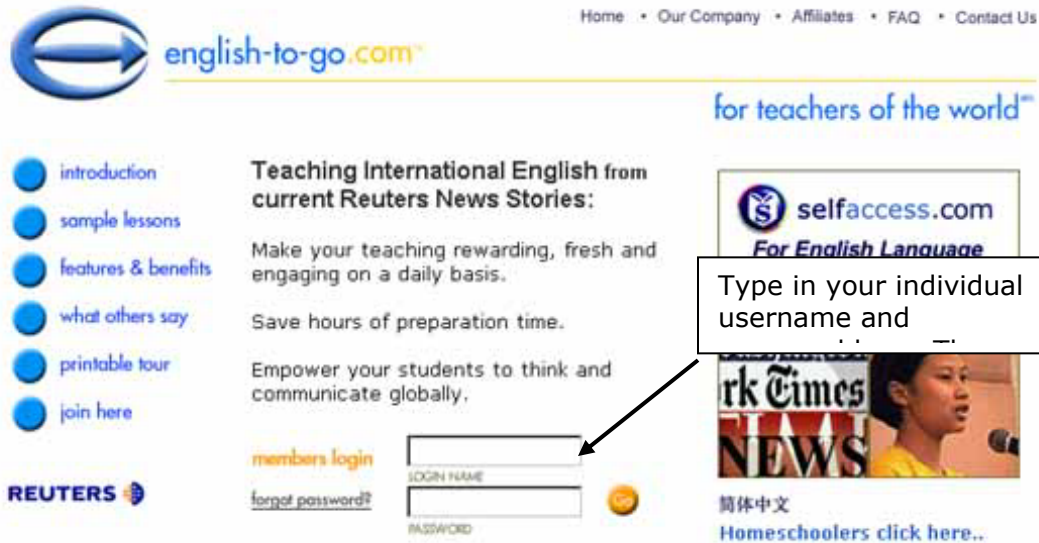 Home • Our Company • Affiliates • FAQ • Contact Us
english-to-go.com™
for teachers of the world
introduction
sample lessons
features & benefits
what others say
printable tour
join here
REUTERS
Teaching International English from
current Reuters News Stories:
Make your teaching rewarding, fresh and
engaging on a daily basis.
Save hours of preparation time.
Empower your students to think and
communicate globally.
members login
LOGIN NAME
forgot password?
Go
PASSWORD
selfaccess.com
For English Language
Type in your individual
username and
rk Times
NEWS
简体中文
Homeschoolers click here..